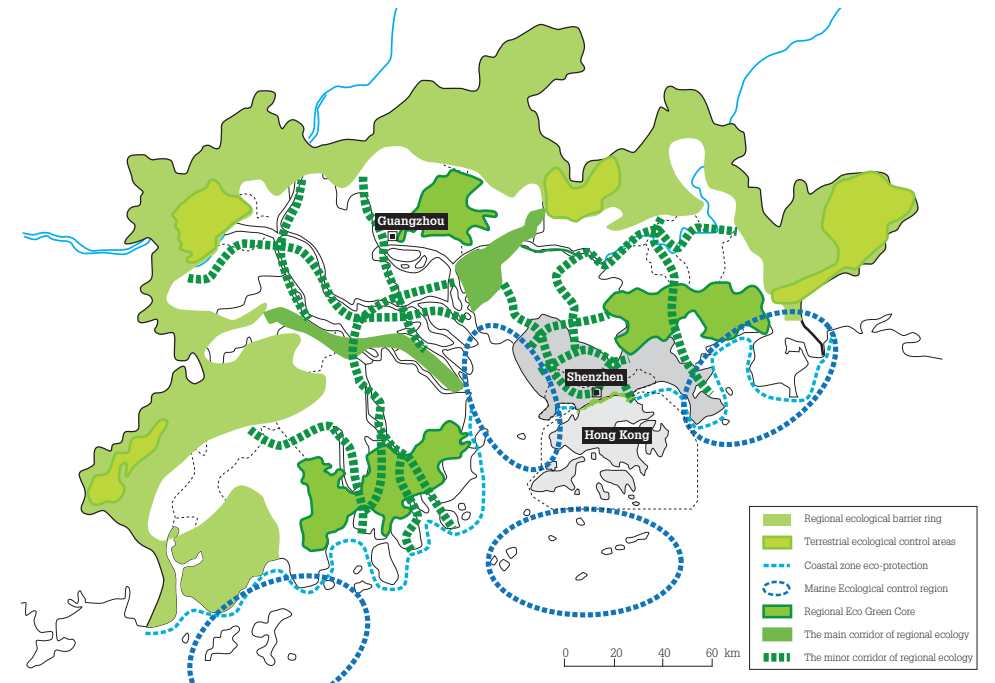 Guangzhou
Shenzhen
Hong Kong
Regional ecological barrier ring
Terrestrial ecological control areas
Coastal zone eco-protection
Marine Ecological control region
Regional Eco Green Core
The main corridor of regional ecology
The minor corridor of regional ecology
0 20 40 60 km